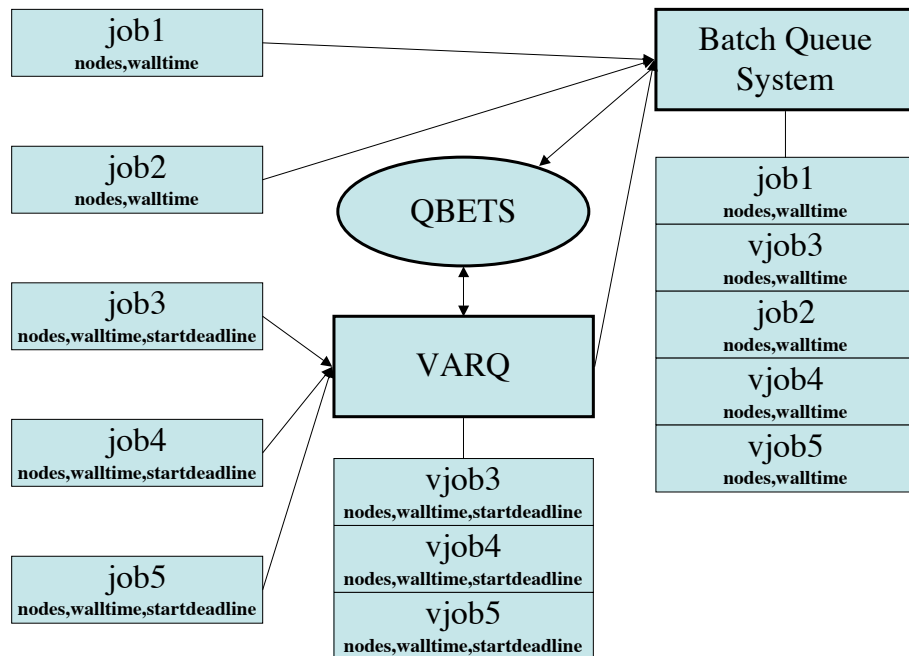 job1
nodes,walltime
job2
nodes,walltime
job3
nodes,walltime,startdeadline
job4
nodes,walltime,startdeadline
job5
nodes,walltime,startdeadline
QBETS
VARQ
vjob3
nodes,walltime,startdeadline
vjob4
nodes,walltime,startdeadline
vjob5
nodes,walltime,startdeadline
Batch Queue
System
job1
nodes,walltime
vjob3
nodes,walltime
job2
nodes,walltime
vjob4
nodes,walltime
vjob5
nodes,walltime